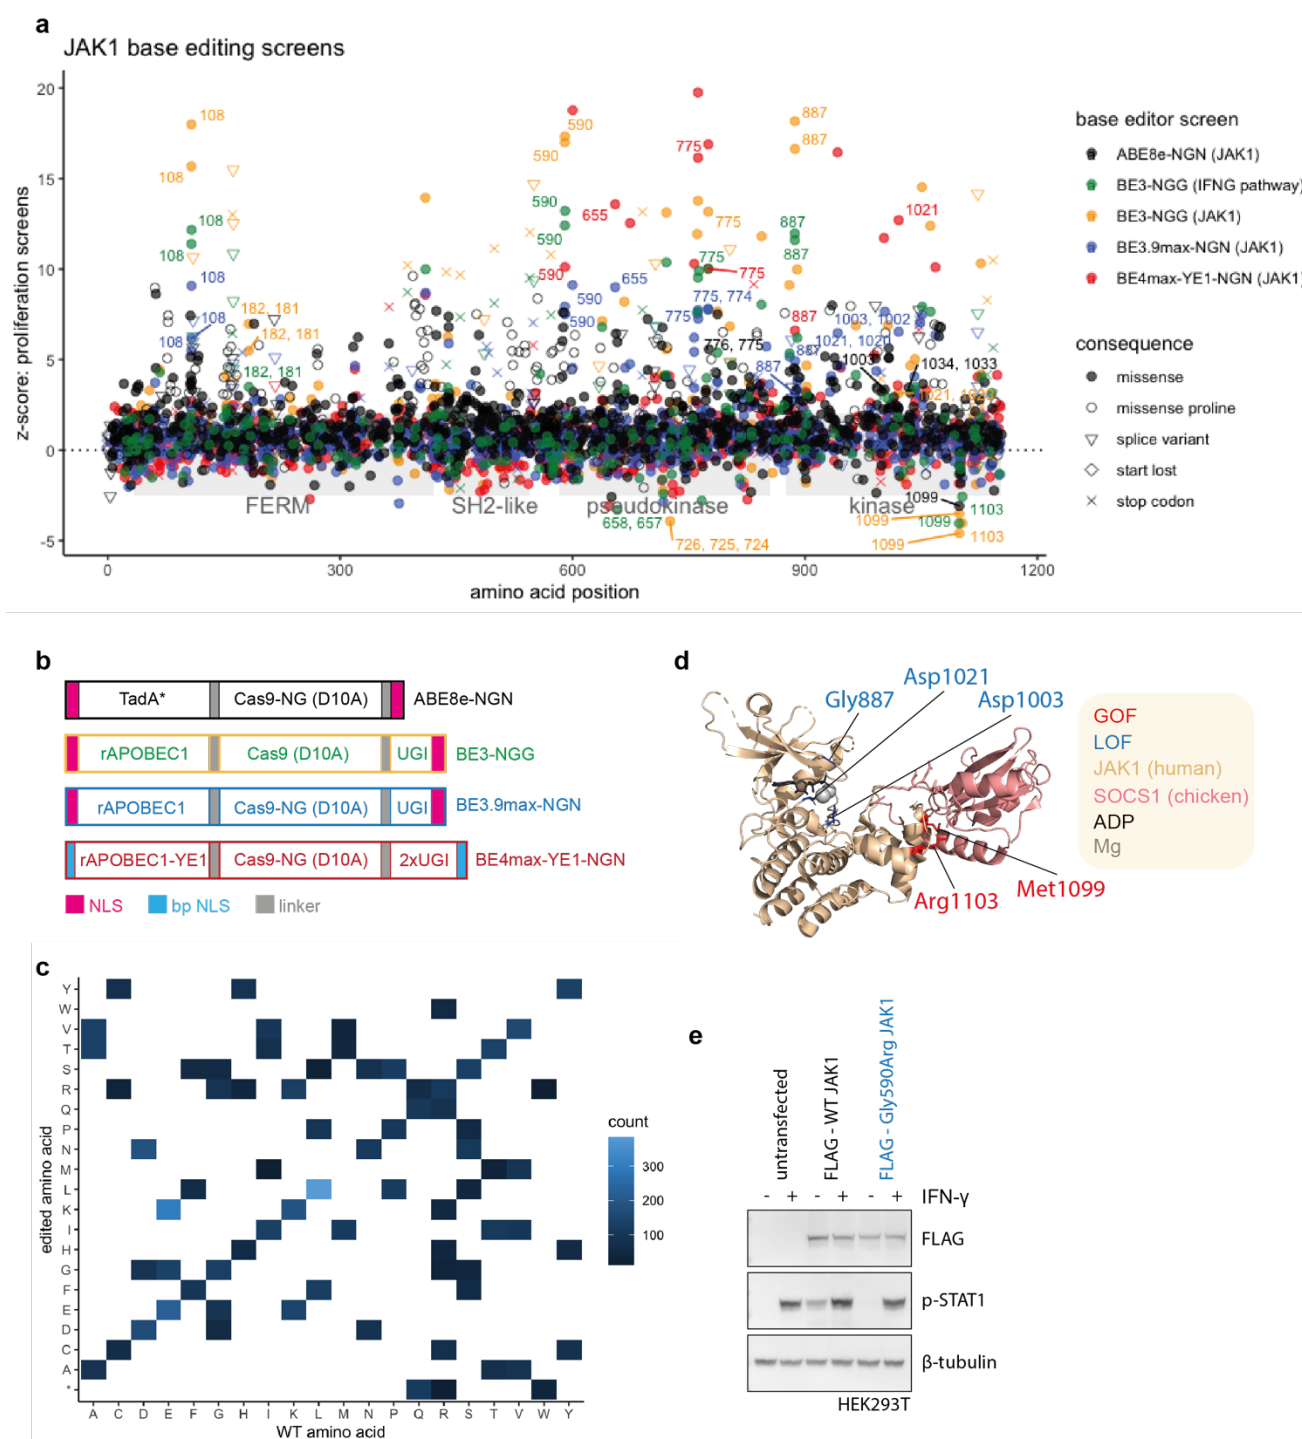 a
JAK1 base editing screens
z-score: proliferation screens
20
15
10
5
0
-5
108
108
108
108
108
108
108
182, 181
182, 181
182, 181
590
590
590
590
590
590
590
655
655
775
775
775
775
775, 774
775
776, 775
887
887
887
887
887
887
887
1021
1003, 1002
1021, 1020
1003
1034, 1033
FERM
SH2-like
pseudokinase
kinase
658, 657
726, 725, 724
1099
1099
1099
1099
1103
1103
0
300
600
900
1200
amino acid position
base editor screen
ABE8e-NGN (JAK1)
BE3-NGG (IFNG pathway)
BE3-NGG (JAK1)
BE3.9max-NGN (JAK1)
BE4max-YE1-NGN (JAK1)
consequence
missense
missense proline
splice variant
start lost
stop codon
b
TadA* Cas9-NG (D10A) ABE8e-NGN
rAPOBEC1 Cas9 (D10A) UGI BE3-NGG
rAPOBEC1 Cas9-NG (D10A) UGI BE3.9max-NGN
rAPOBEC1-YE1 Cas9-NG (D10A) 2xUGI BE4max-YE1-NGN
NLS bp NLS linker
d
Asp1021
Gly887
Asp1003
Arg1103
Met1099
GOF
LOF
JAK1 (human)
SOCS1 (chicken)
ADP
Mg
c
edited amino acid
Y
W
V
T
S
R
Q
P
N
M
L
K
I
H
G
F
E
D
C
A
*
A C D E F G H I K L M N P Q R S T V W Y
WT amino acid
count
300
200
100
e
untransfected
FLAG - WT JAK1
FLAG - Gly590Arg JAK1
- + - + - + IFN-γ
FLAG
p-STAT1
β-tubulin
HEK293T